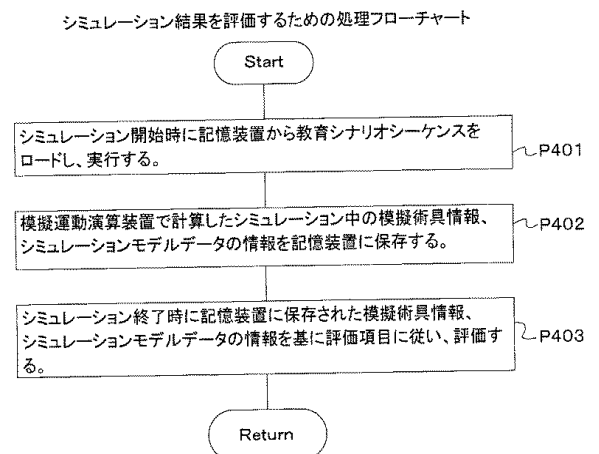 シミュレーション結果を評価するための処理フローチャート
Start
シミュレーション開始時に記憶装置から教育シナリオシーケンスを
ロードし、実行する。
P401
模擬運動演算装置で計算したシミュレーション中の模擬術具情報、
シミュレーションモデルデータの情報を記憶装置に保存する。
P402
シミュレーション終了時に記憶装置に保存された模擬術具情報、
シミュレーションモデルデータの情報を基に評価項目に従い、評価す
る。
P403
Return